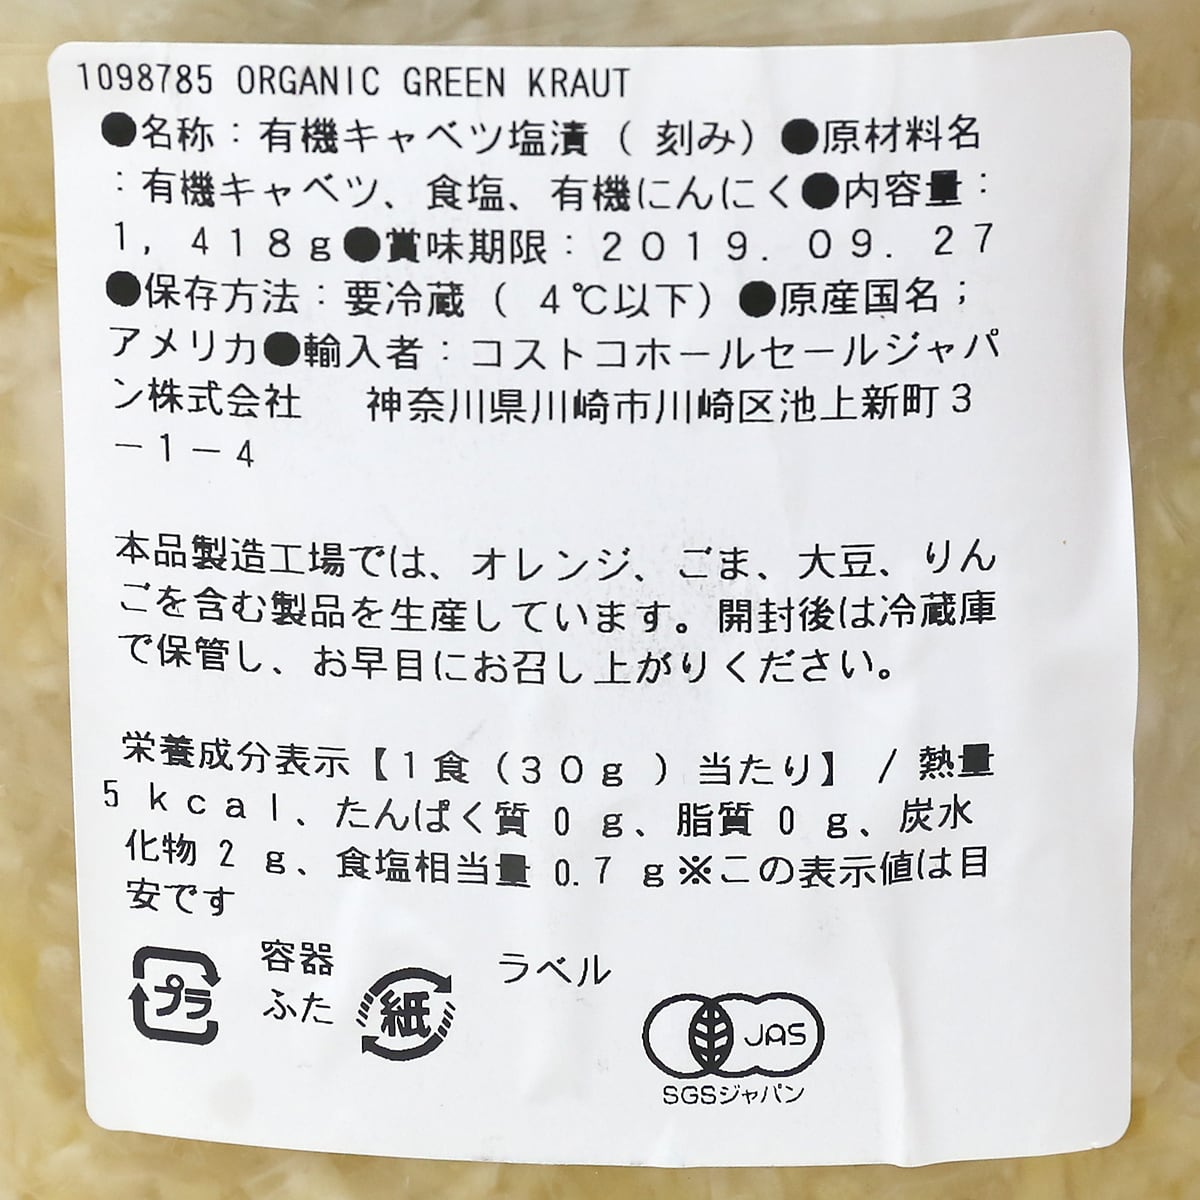 1098785 ORGANIC GREEN KRAUT
●名称：有機キャベツ塩漬（ 刻み）●原材料名
：有機キャベツ、食塩、有機にんにく●内容量：
１，４１８ｇ●賞味期限：２０１９．０９．２７
●保存方法：要冷蔵（ ４℃以下）●原産国名；
アメリカ●輸入者：コストコホールセールジャパ
ン株式会社　神奈川県川崎市川崎区池上新町３
－１－４
本品製造工場では、オレンジ、ごま、大豆、りん
ごを含む製品を生産しています。開封後は冷蔵庫
で保管し、お早目にお召し上がりください。
栄養成分表示【１食（３０ｇ ）当たり】 / 熱量
5 ｋｃａｌ、たんぱく質 0 ｇ、脂質 0 ｇ、炭水
化物 2 ｇ、食塩相当量 0.7 ｇ※この表示値は目
安です
プラ 容器 ふた 紙 ラベル
JAS
SGSジャパン